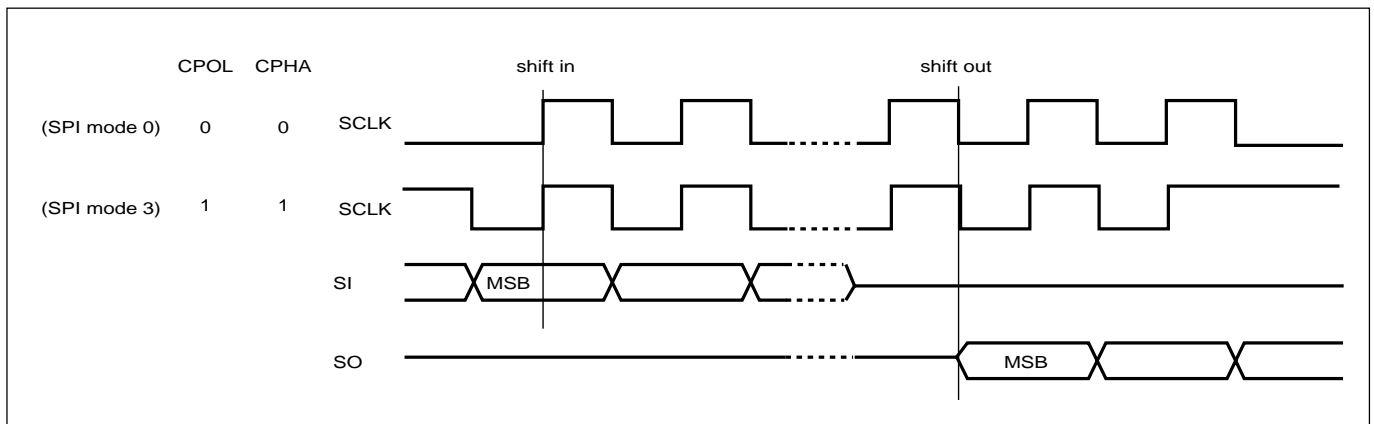 CPOL CPHA shift in shift out
(SPI mode 0) 0 0 SCLK
(SPI mode 3) 1 1 SCLK
SI MSB
SO MSB